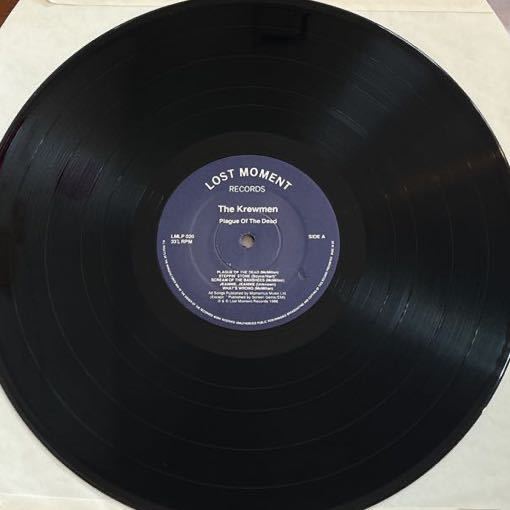 LOST MOMENT
RECORDS
The Krewmen
Plague Of The Dead
LMLP 020
33⅓ RPM
SIDE A
PLAGUE OF THE DEAD (McMillan)
STEPPIN' STONE (Boyce/Hart)*
SCREAM OF THE BANSHEES (McMillan)
JEANNIE, JEANNIE (Unknown)
WHAT'S WRONG (McMillan)
All Songs Published by Momentus Music Ltd.
(Except * Published by Screen Gems/EMI)
℗ & © Lost Moment Records 1986